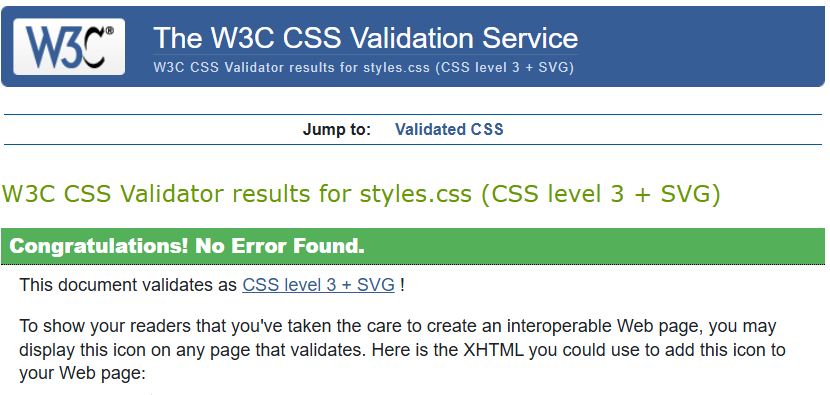 W3C®
The W3C CSS Validation Service
W3C CSS Validator results for styles.css (CSS level 3 + SVG)
Jump to: Validated CSS
W3C CSS Validator results for styles.css (CSS level 3 + SVG)
Congratulations! No Error Found.
This document validates as CSS level 3 + SVG !
To show your readers that you've taken the care to create an interoperable Web page, you may
display this icon on any page that validates. Here is the XHTML you could use to add this icon to
your Web page: